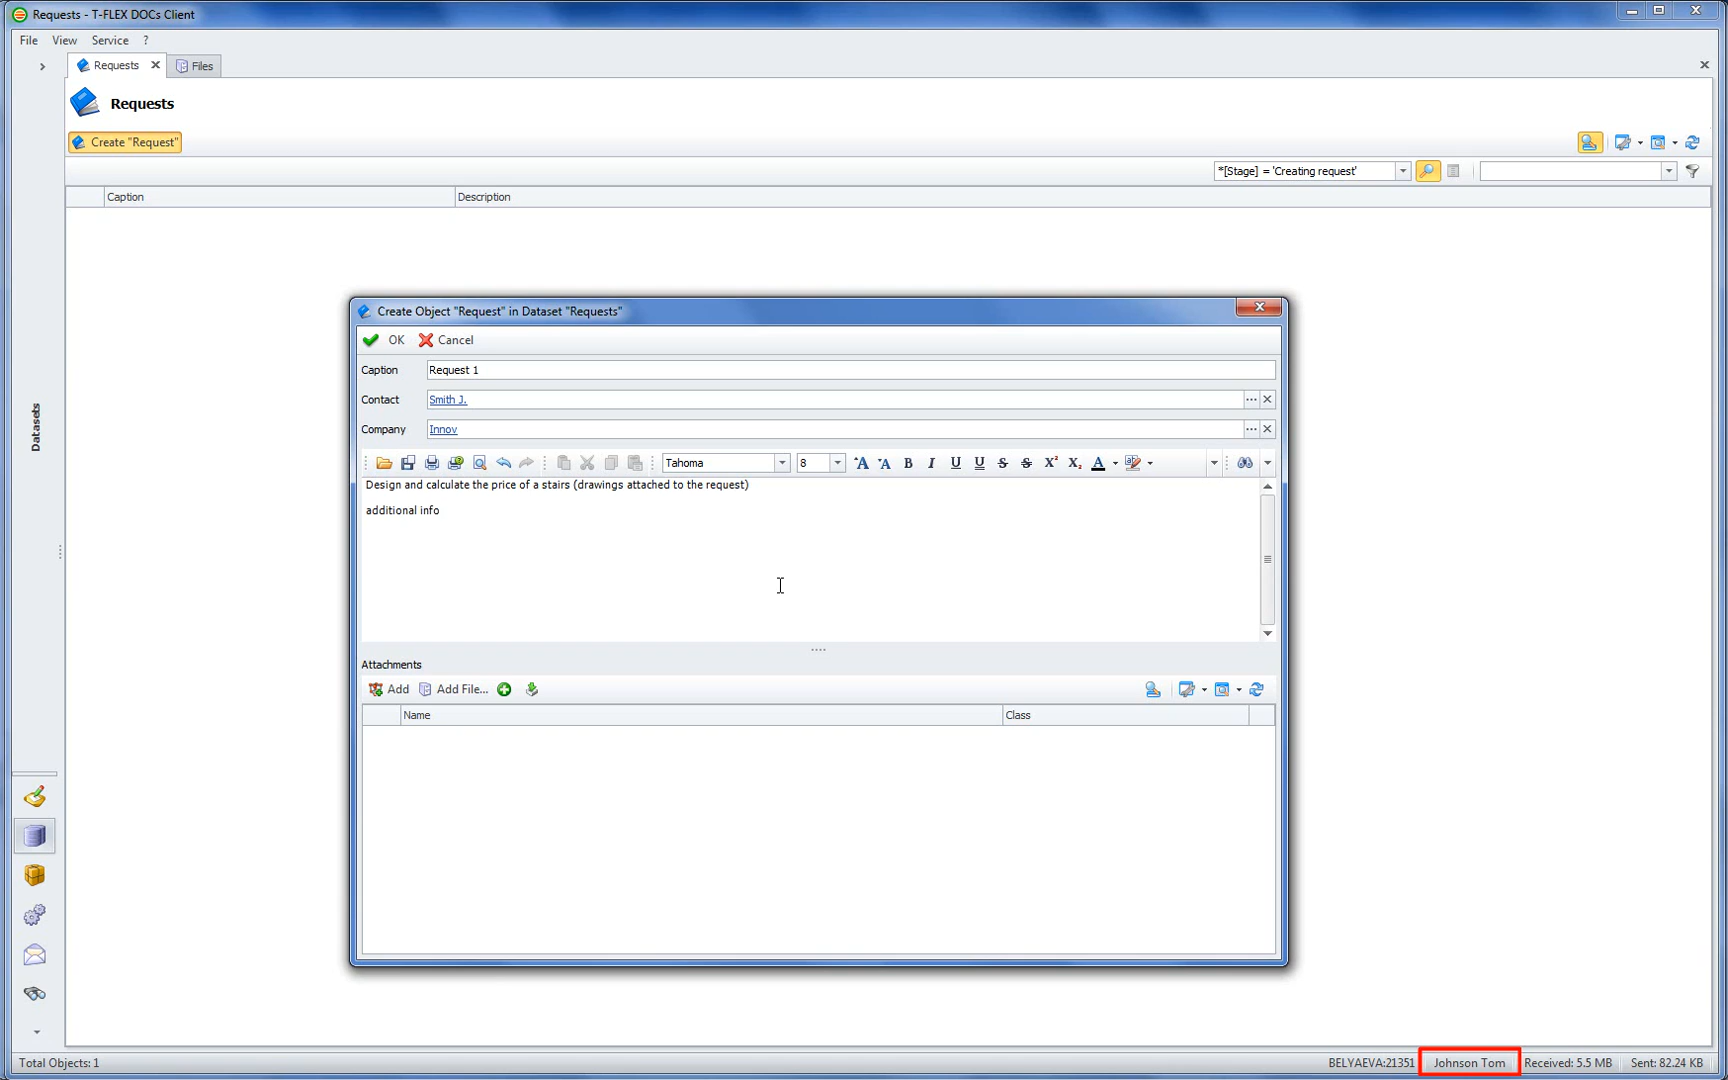 Requests - T-FLEX DOCs Client
File View Service ?
Requests Files
Requests
Create "Request"
*[Stage] = 'Creating request'
Caption Description
Datasets
Create Object "Request" in Dataset "Requests"
OK Cancel
Caption Request 1
Contact Smith J.
Company Innov
Tahoma 8 A A B I U U S S X² X₂ A
Design and calculate the price of a stairs (drawings attached to the request)
additional info
Attachments
Add Add File...
Name Class
Total Objects: 1 BELYAEVA:21351 Johnson Tom Received: 5.5 MB Sent: 82.24 KB